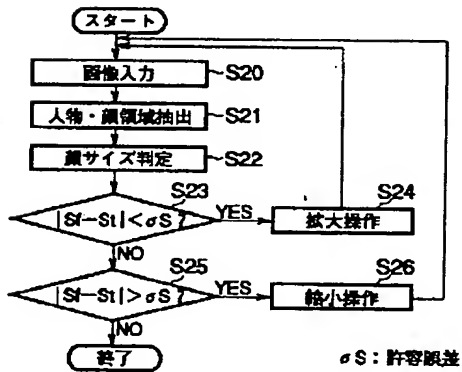 スタート
画像入力 S20
人物・顔領域抽出 S21
顔サイズ判定 S22
S23
|Sf-St|<σS?
YES
S24
拡大操作
NO
S25
|Sf-St|>σS?
YES
S26
縮小操作
NO
終了
σS:許容誤差